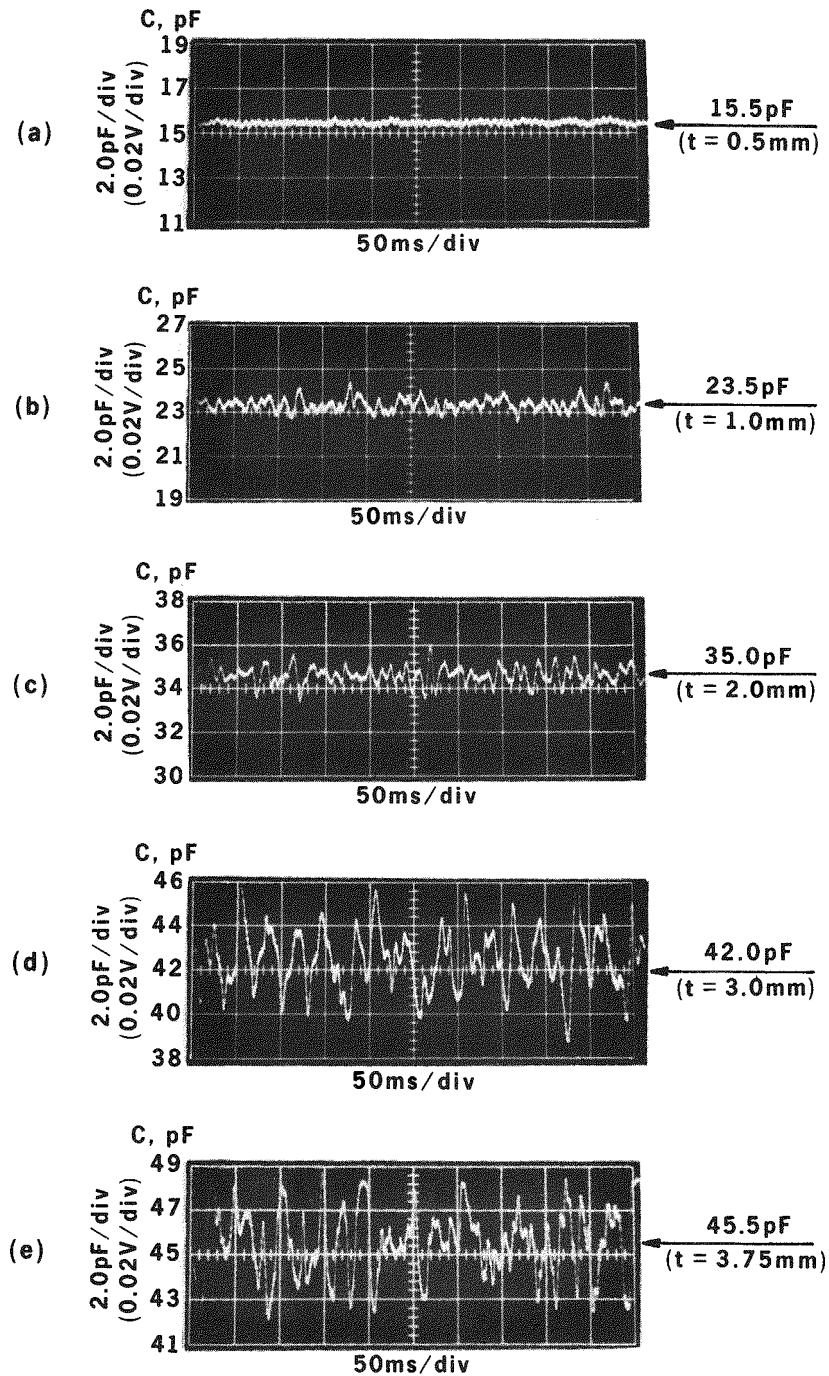 C, pF
(a)
2.0pF/div
(0.02V/div)
19
17
15
13
11
50ms/div
15.5pF
(t = 0.5mm)
C, pF
(b)
2.0pF/div
(0.02V/div)
27
25
23
21
19
50ms/div
23.5pF
(t = 1.0mm)
C, pF
(c)
2.0pF/div
(0.02V/div)
38
36
34
32
30
50ms/div
35.0pF
(t = 2.0mm)
C, pF
(d)
2.0pF/div
(0.02V/div)
46
44
42
40
38
50ms/div
42.0pF
(t = 3.0mm)
C, pF
(e)
2.0pF/div
(0.02V/div)
49
47
45
43
41
50ms/div
45.5pF
(t = 3.75mm)